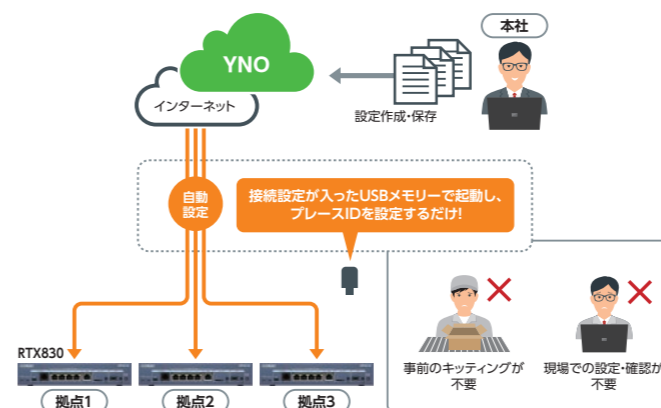 本社
YNO
インターネット
設定作成・保存
自動
設定
接続設定が入ったUSBメモリーで起動し、
プレースIDを設定するだけ!
RTX830
拠点1
拠点2
拠点3
事前のキッティングが
不要
現場での設定・確認が
不要